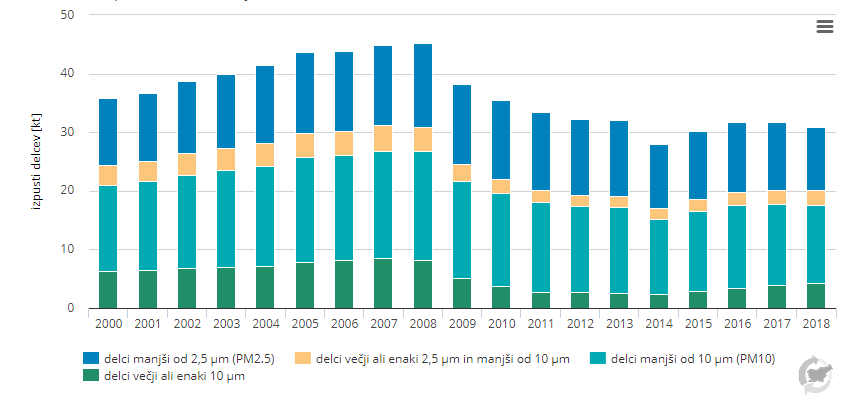 50
40
30
20
10
0
izpusti delcev [kt]
2000 2001 2002 2003 2004 2005 2006 2007 2008 2009 2010 2011 2012 2013 2014 2015 2016 2017 2018
delci manjši od 2,5 µm (PM2.5) delci večji ali enaki 2,5 µm in manjši od 10 µm delci manjši od 10 µm (PM10)
delci večji ali enaki 10 µm